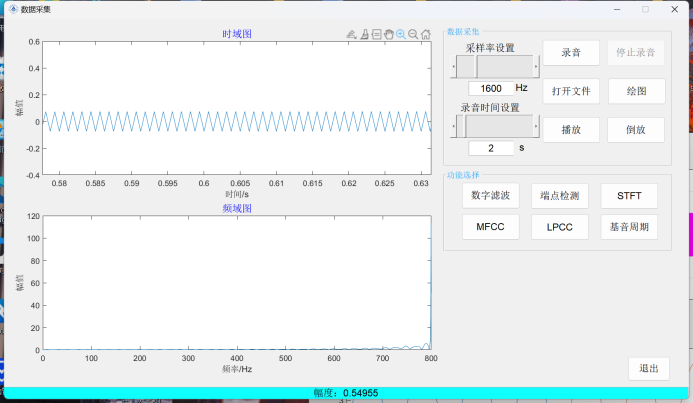 数据采集
时域图
0.6
0.4
0.2
0
-0.2
-0.4
幅值
0.58 0.585 0.59 0.595 0.6 0.605 0.61 0.615 0.62 0.625 0.63
时间/s
频域图
120
100
80
60
40
20
0
幅值
0 100 200 300 400 500 600 700 800
频率/Hz
数据采集
采样率设置
1600 Hz
录音时间设置
2 s
录音 停止录音
打开文件 绘图
播放 倒放
功能选择
数字滤波 端点检测 STFT
MFCC LPCC 基音周期
退出
幅度：0.54955